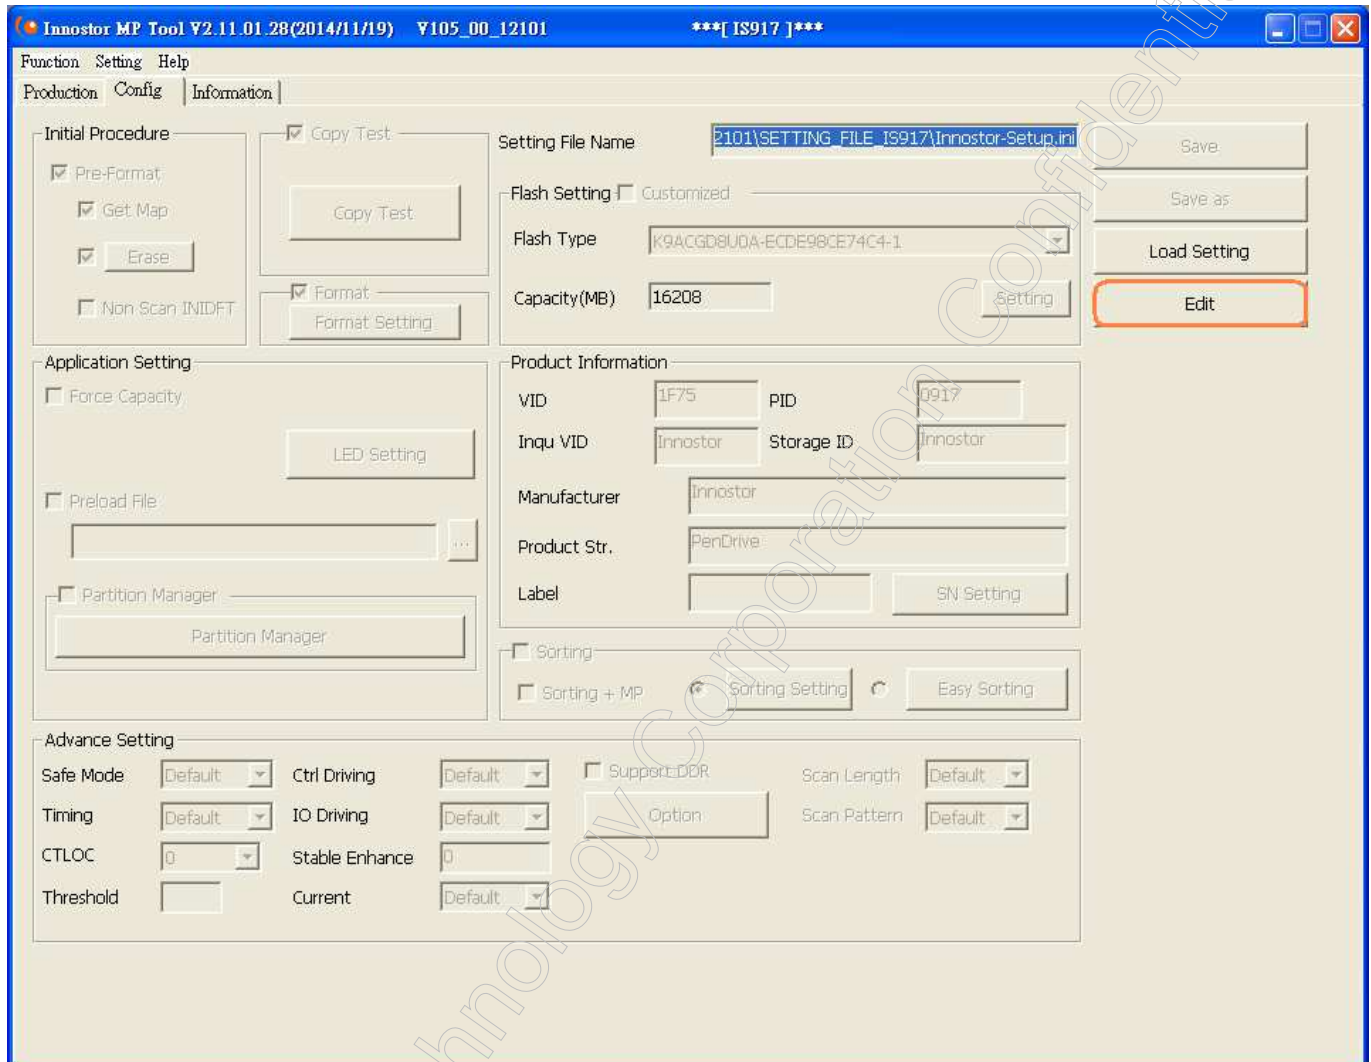 Innostor MP Tool V2.11.01.28(2014/11/19) V105_00_12101 ***[ IS917 ]***
Function Setting Help
Production Config Information
Initial Procedure
Pre-Format
Get Map
Erase
Non Scan INIDFT
Copy Test
Copy Test
Format
Format Setting
Setting File Name 2101\SETTING_FILE_IS917\Innostor-Setup.ini
Flash Setting Customized
Flash Type K9ACGD8U0A-ECDE98CE74C4-1
Capacity(MB) 16208 Setting
Save
Save as
Load Setting
Edit
Application Setting
Force Capacity
LED Setting
Preload File
...
Partition Manager
Partition Manager
Product Information
VID 1F75 PID 0917
Inqu VID Innostor Storage ID Innostor
Manufacturer Innostor
Product Str. PenDrive
Label SN Setting
Sorting
Sorting + MP Sorting Setting Easy Sorting
Advance Setting
Safe Mode Default Ctrl Driving Default Support DDR Scan Length Default
Timing Default IO Driving Default Option Scan Pattern Default
CTLOC 0 Stable Enhance 0
Threshold Current Default
hnology Corporation Confidenti